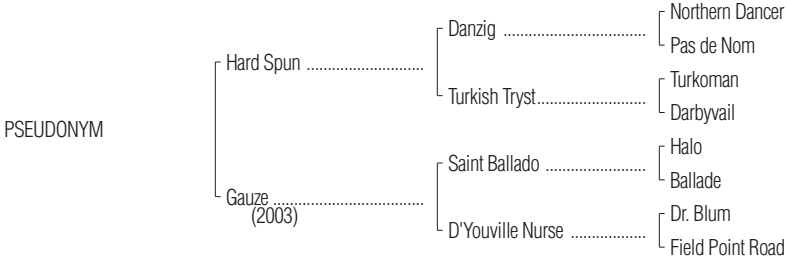 Northern Dancer
Danzig ..................................
Pas de Nom
Hard Spun ............................
Turkoman
Turkish Tryst..........................
Darbyvail
PSEUDONYM
Halo
Saint Ballado ........................
Ballade
Gauze ....................................
(2003)
Dr. Blum
D'Youville Nurse ..................
Field Point Road